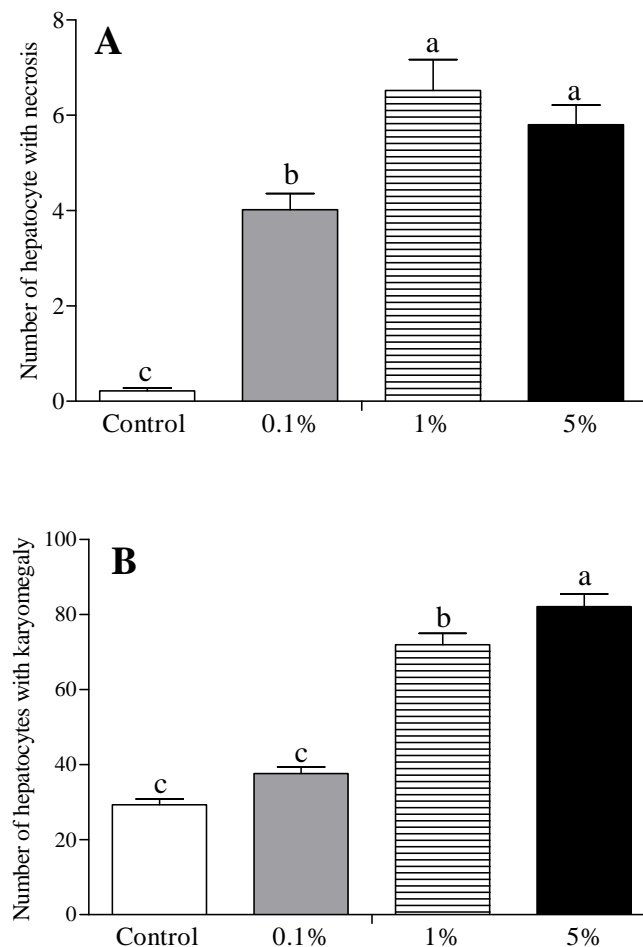 A
Number of hepatocyte with necrosis
8
6
4
2
0
c
b
a
a
Control 0.1% 1% 5%
B
Number of hepatocytes with karyomegaly
100
80
60
40
20
0
c
c
b
a
Control 0.1% 1% 5%